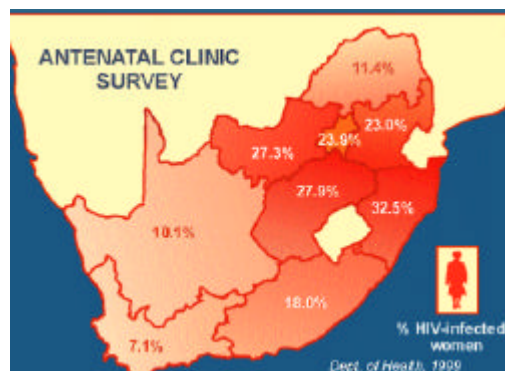 ANTENATAL CLINIC
SURVEY
11.4%
23.0%
23.9%
27.3%
27.9%
32.5%
10.1%
18.0%
7.1%
% HIV-infected
women
Dept. of Health, 1999